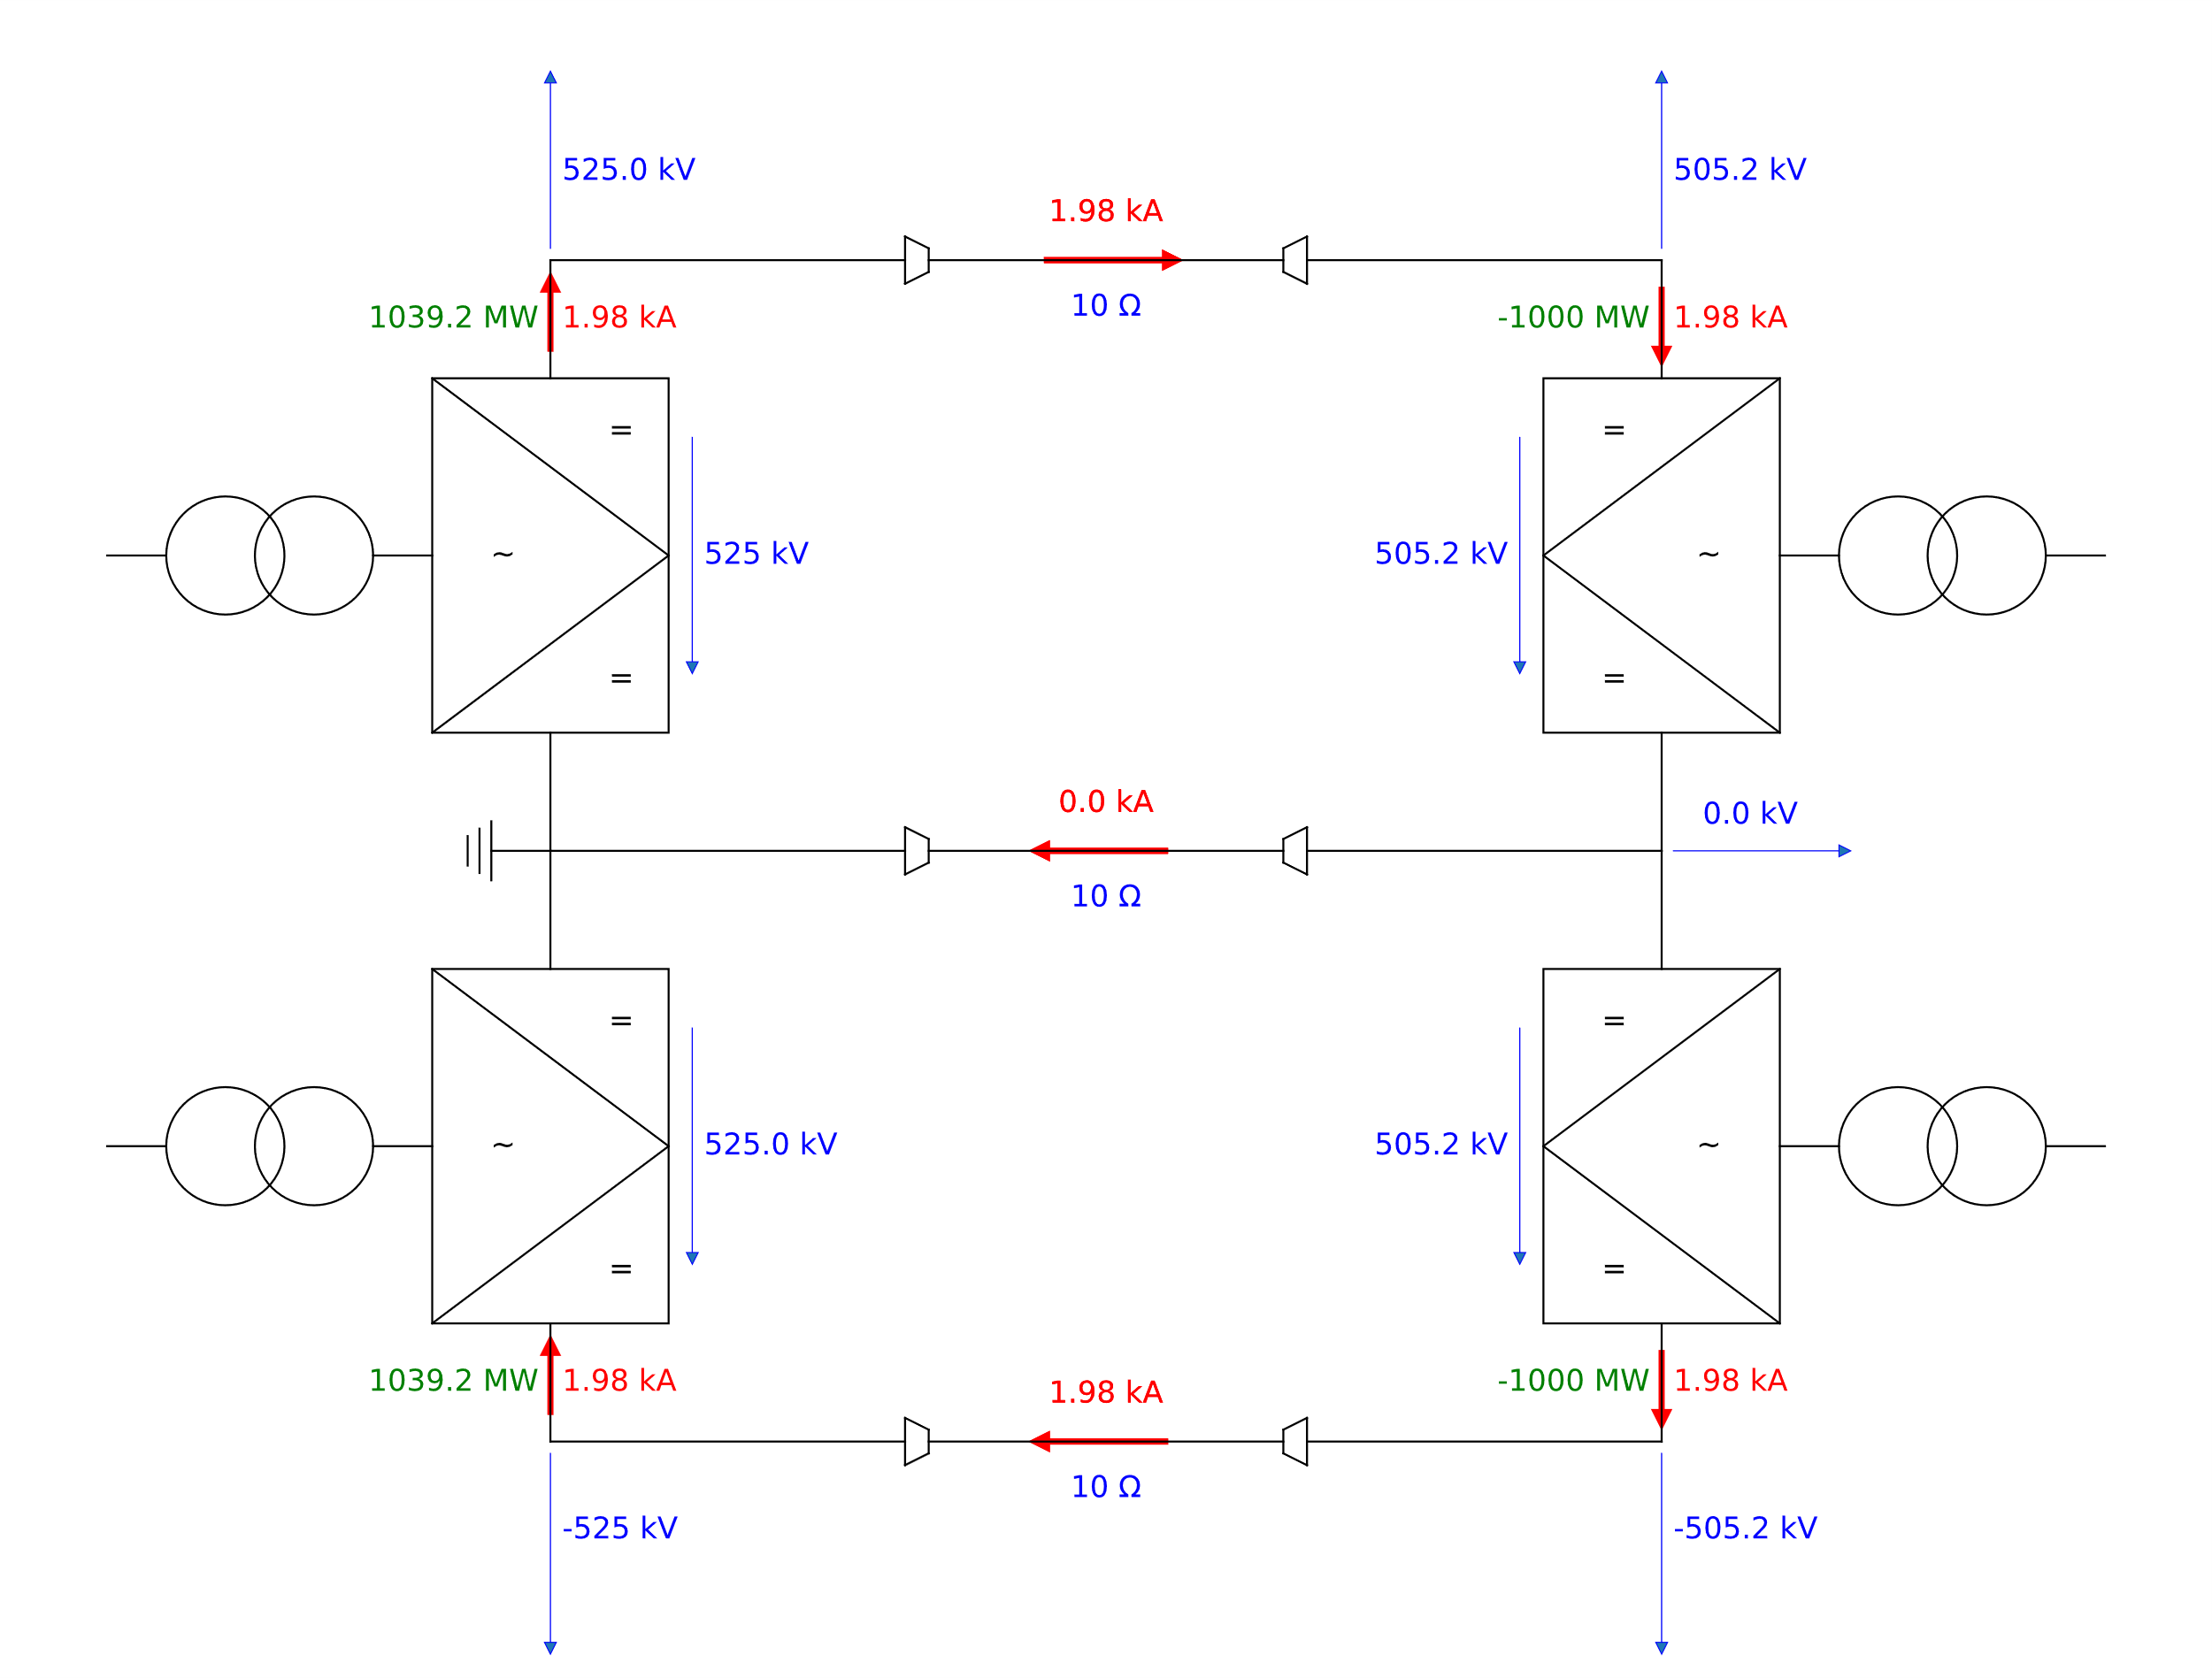 525.0 kV
505.2 kV
1.98 kA
1039.2 MW 1.98 kA
10 Ω
-1000 MW 1.98 kA
=
=
~
525 kV
505.2 kV
~
=
=
0.0 kA
0.0 kV
10 Ω
=
=
~
525.0 kV
505.2 kV
~
=
=
1039.2 MW 1.98 kA
1.98 kA
-1000 MW 1.98 kA
10 Ω
-525 kV
-505.2 kV